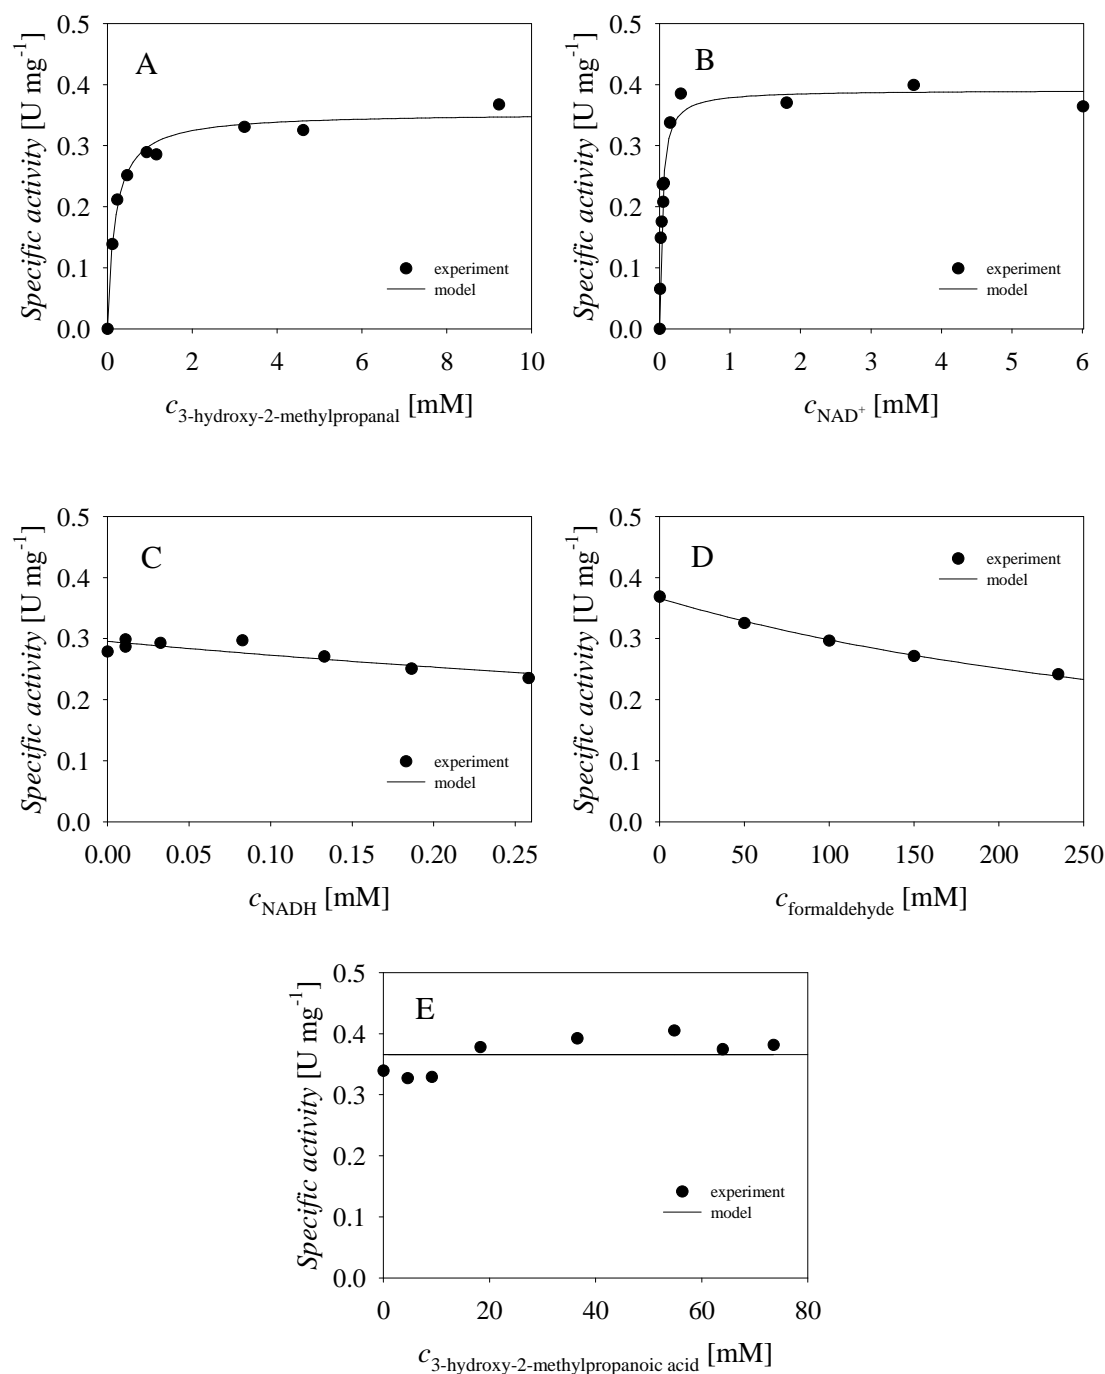 A
Specific activity [U mg⁻¹]
0.5
0.4
0.3
0.2
0.1
0.0
experiment
model
0 2 4 6 8 10
c3-hydroxy-2-methylpropanal [mM]
B
Specific activity [U mg⁻¹]
0.5
0.4
0.3
0.2
0.1
0.0
experiment
model
0 1 2 3 4 5 6
cNAD⁺ [mM]
C
Specific activity [U mg⁻¹]
0.5
0.4
0.3
0.2
0.1
0.0
experiment
model
0.00 0.05 0.10 0.15 0.20 0.25
cNADH [mM]
D
Specific activity [U mg⁻¹]
0.5
0.4
0.3
0.2
0.1
0.0
experiment
model
0 50 100 150 200 250
cformaldehyde [mM]
E
Specific activity [U mg⁻¹]
0.5
0.4
0.3
0.2
0.1
0.0
experiment
model
0 20 40 60 80
c3-hydroxy-2-methylpropanoic acid [mM]